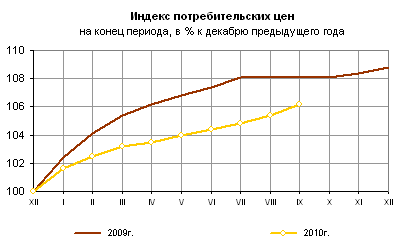 Индекс потребительских цен
на конец периода, в % к декабрю предыдущего года
110
108
106
104
102
100
XII I II III IV V VI VII VIII IX X XI XII
2009г. 2010г.